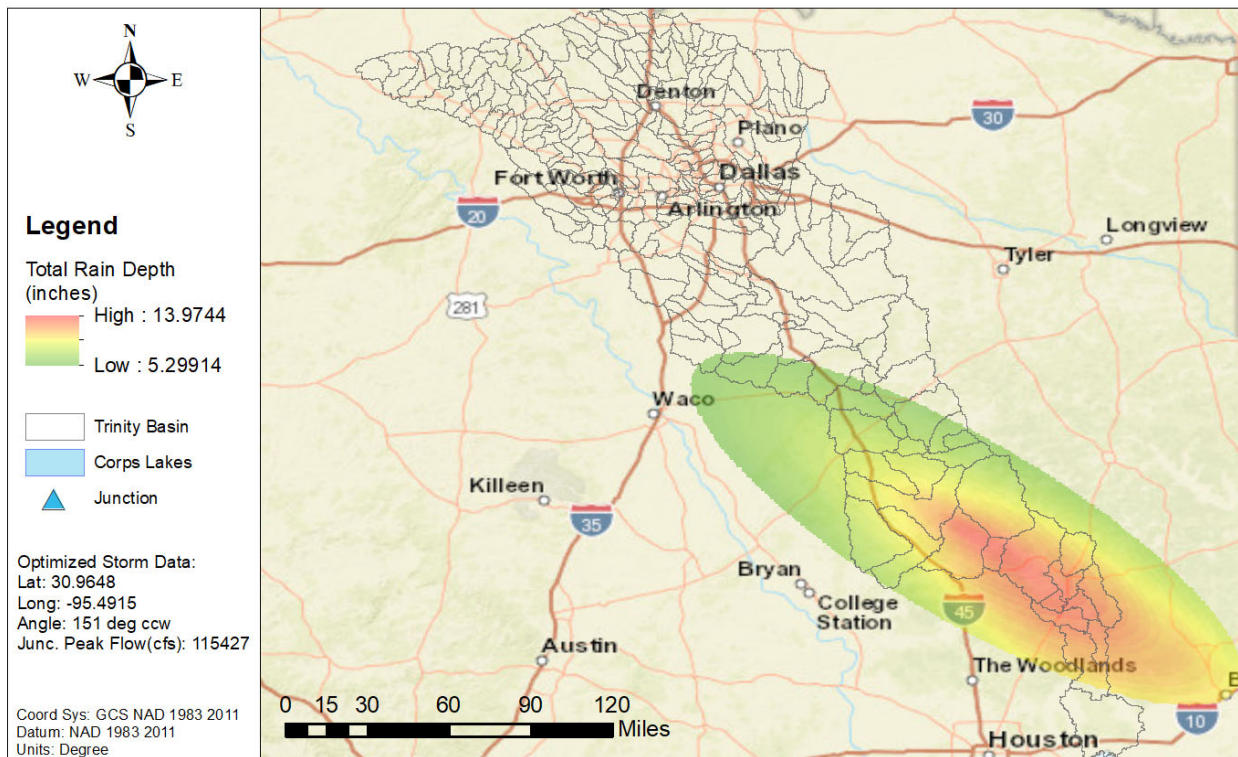 N
W E
S
Legend
Total Rain Depth
(inches)
High : 13.9744
Low : 5.29914
Trinity Basin
Corps Lakes
Junction
Optimized Storm Data:
Lat: 30.9648
Long: -95.4915
Angle: 151 deg ccw
Junc. Peak Flow(cfs): 115427
Coord Sys: GCS NAD 1983 2011
Datum: NAD 1983 2011
Units: Degree
Denton
30
Plano
Fort Worth
Dallas
20
Arlington
Longview
Tyler
281
Waco
Killeen
35
Bryan
College
Station
45
Austin
The Woodlands
B
10
Houston
0 15 30 60 90 120
Miles